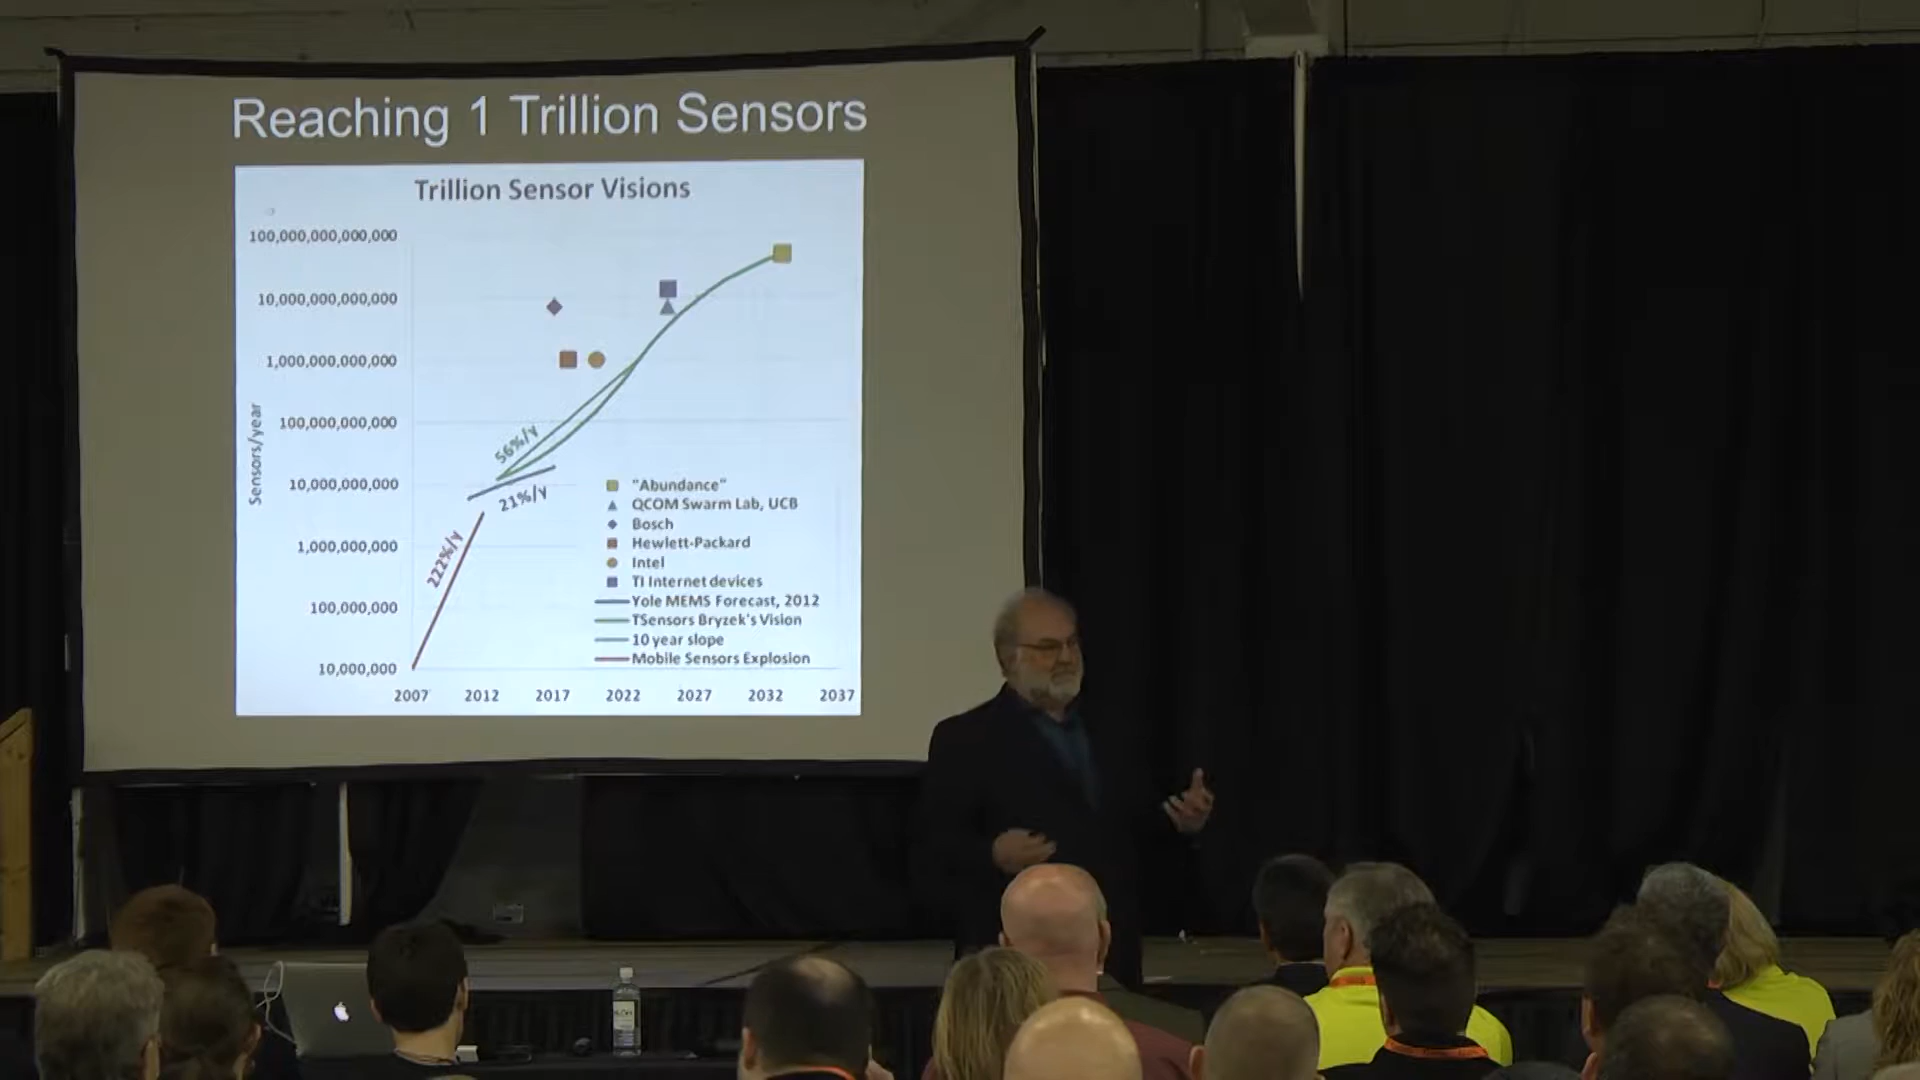 Reaching 1 Trillion Sensors
Trillion Sensor Visions
100,000,000,000,000
10,000,000,000,000
1,000,000,000,000
100,000,000,000
10,000,000,000
1,000,000,000
100,000,000
10,000,000
Sensors/year
56%/Y
21%/Y
222%/Y
"Abundance"
QCOM Swarm Lab, UCB
Bosch
Hewlett-Packard
Intel
TI Internet devices
Yole MEMS Forecast, 2012
TSensors Bryzek's Vision
10 year slope
Mobile Sensors Explosion
2007 2012 2017 2022 2027 2032 2037